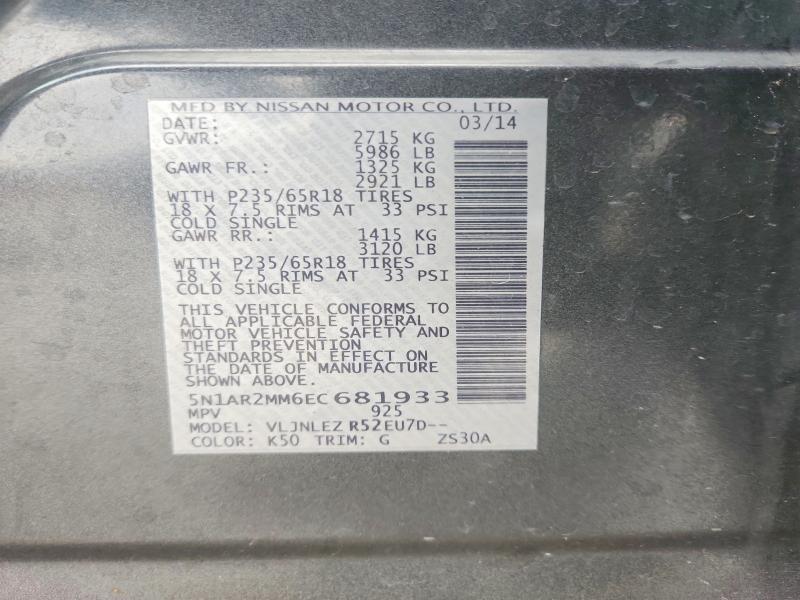 MFD BY NISSAN MOTOR CO., LTD.
DATE: 03/14
GVWR: 2715 KG
5986 LB
GAWR FR.: 1325 KG
2921 LB
WITH P235/65R18 TIRES
18 X 7.5 RIMS AT 33 PSI
COLD SINGLE
GAWR RR.: 1415 KG
3120 LB
WITH P235/65R18 TIRES
18 X 7.5 RIMS AT 33 PSI
COLD SINGLE
THIS VEHICLE CONFORMS TO
ALL APPLICABLE FEDERAL
MOTOR VEHICLE SAFETY AND
THEFT PREVENTION
STANDARDS IN EFFECT ON
THE DATE OF MANUFACTURE
SHOWN ABOVE.
5N1AR2MM6EC681933
MPV 925
MODEL: VLJNLEZ R52EU7D--
COLOR: K50 TRIM: G ZS30A